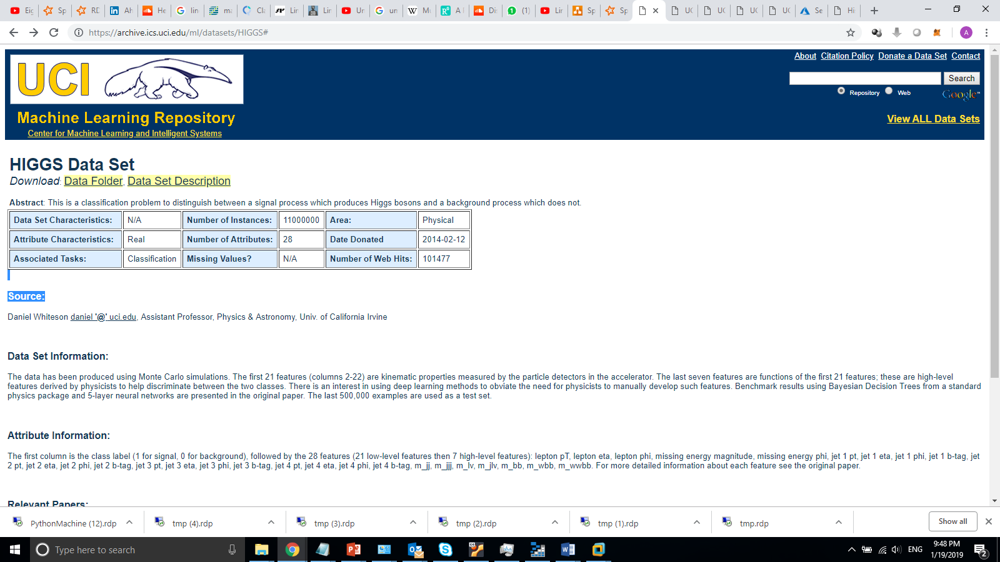 Eig Sp RD Ah He lin ma Cla Lir Lir Un un Mu A I Di: (1) Lir Sp Sp UC UC UC UC Se Hi
https://archive.ics.uci.edu/ml/datasets/HIGGS#
A
About Citation Policy Donate a Data Set Contact
UCI
Search
Repository Web Google™
Machine Learning Repository
View ALL Data Sets
Center for Machine Learning and Intelligent Systems
HIGGS Data Set
Download: Data Folder, Data Set Description
Abstract: This is a classification problem to distinguish between a signal process which produces Higgs bosons and a background process which does not.
Data Set Characteristics: N/A Number of Instances: 11000000 Area: Physical
Attribute Characteristics: Real Number of Attributes: 28 Date Donated 2014-02-12
Associated Tasks: Classification Missing Values? N/A Number of Web Hits: 101477
Source:
Daniel Whiteson daniel '@' uci.edu, Assistant Professor, Physics & Astronomy, Univ. of California Irvine
Data Set Information:
The data has been produced using Monte Carlo simulations. The first 21 features (columns 2-22) are kinematic properties measured by the particle detectors in the accelerator. The last seven features are functions of the first 21 features; these are high-level
features derived by physicists to help discriminate between the two classes. There is an interest in using deep learning methods to obviate the need for physicists to manually develop such features. Benchmark results using Bayesian Decision Trees from a standard
physics package and 5-layer neural networks are presented in the original paper. The last 500,000 examples are used as a test set.
Attribute Information:
The first column is the class label (1 for signal, 0 for background), followed by the 28 features (21 low-level features then 7 high-level features): lepton pT, lepton eta, lepton phi, missing energy magnitude, missing energy phi, jet 1 pt, jet 1 eta, jet 1 phi, jet 1 b-tag, jet
2 pt, jet 2 eta, jet 2 phi, jet 2 b-tag, jet 3 pt, jet 3 eta, jet 3 phi, jet 3 b-tag, jet 4 pt, jet 4 eta, jet 4 phi, jet 4 b-tag, m_jj, m_jjj, m_lv, m_jlv, m_bb, m_wbb, m_wwbb. For more detailed information about each feature see the original paper.
Relevant Papers:
PythonMachine (12).rdp tmp (4).rdp tmp (3).rdp tmp (2).rdp tmp (1).rdp tmp.rdp Show all
Type here to search
ENG
9:48 PM
1/19/2019
2